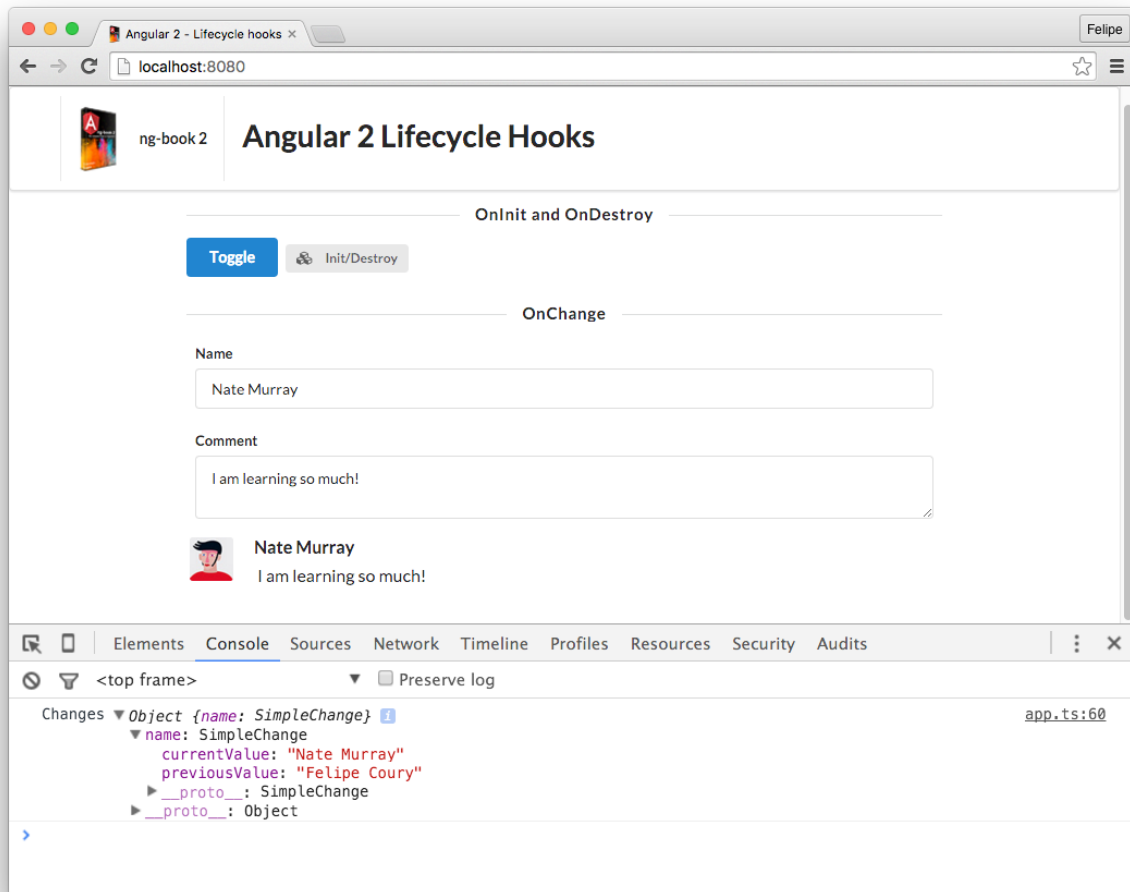 Angular 2 - Lifecycle hooks ×
Felipe
localhost:8080
ng-book 2
Angular 2 Lifecycle Hooks
OnInit and OnDestroy
Toggle
Init/Destroy
OnChange
Name
Nate Murray
Comment
I am learning so much!
Nate Murray
I am learning so much!
Elements Console Sources Network Timeline Profiles Resources Security Audits
<top frame> ▼ Preserve log
Changes ▼ Object {name: SimpleChange} i app.ts:60
▼ name: SimpleChange
currentValue: "Nate Murray"
previousValue: "Felipe Coury"
▶ __proto__: SimpleChange
▶ __proto__: Object